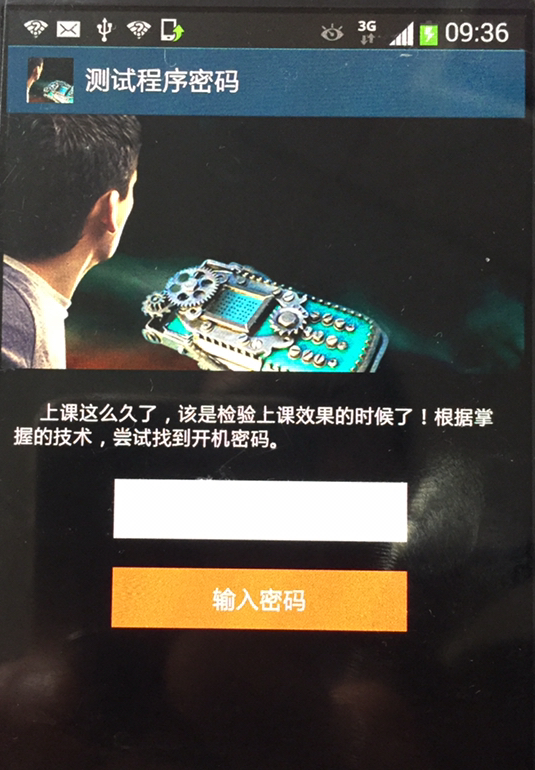 3G 09:36
测试程序密码
上课这么久了，该是检验上课效果的时候了！根据掌
握的技术，尝试找到开机密码。
输入密码